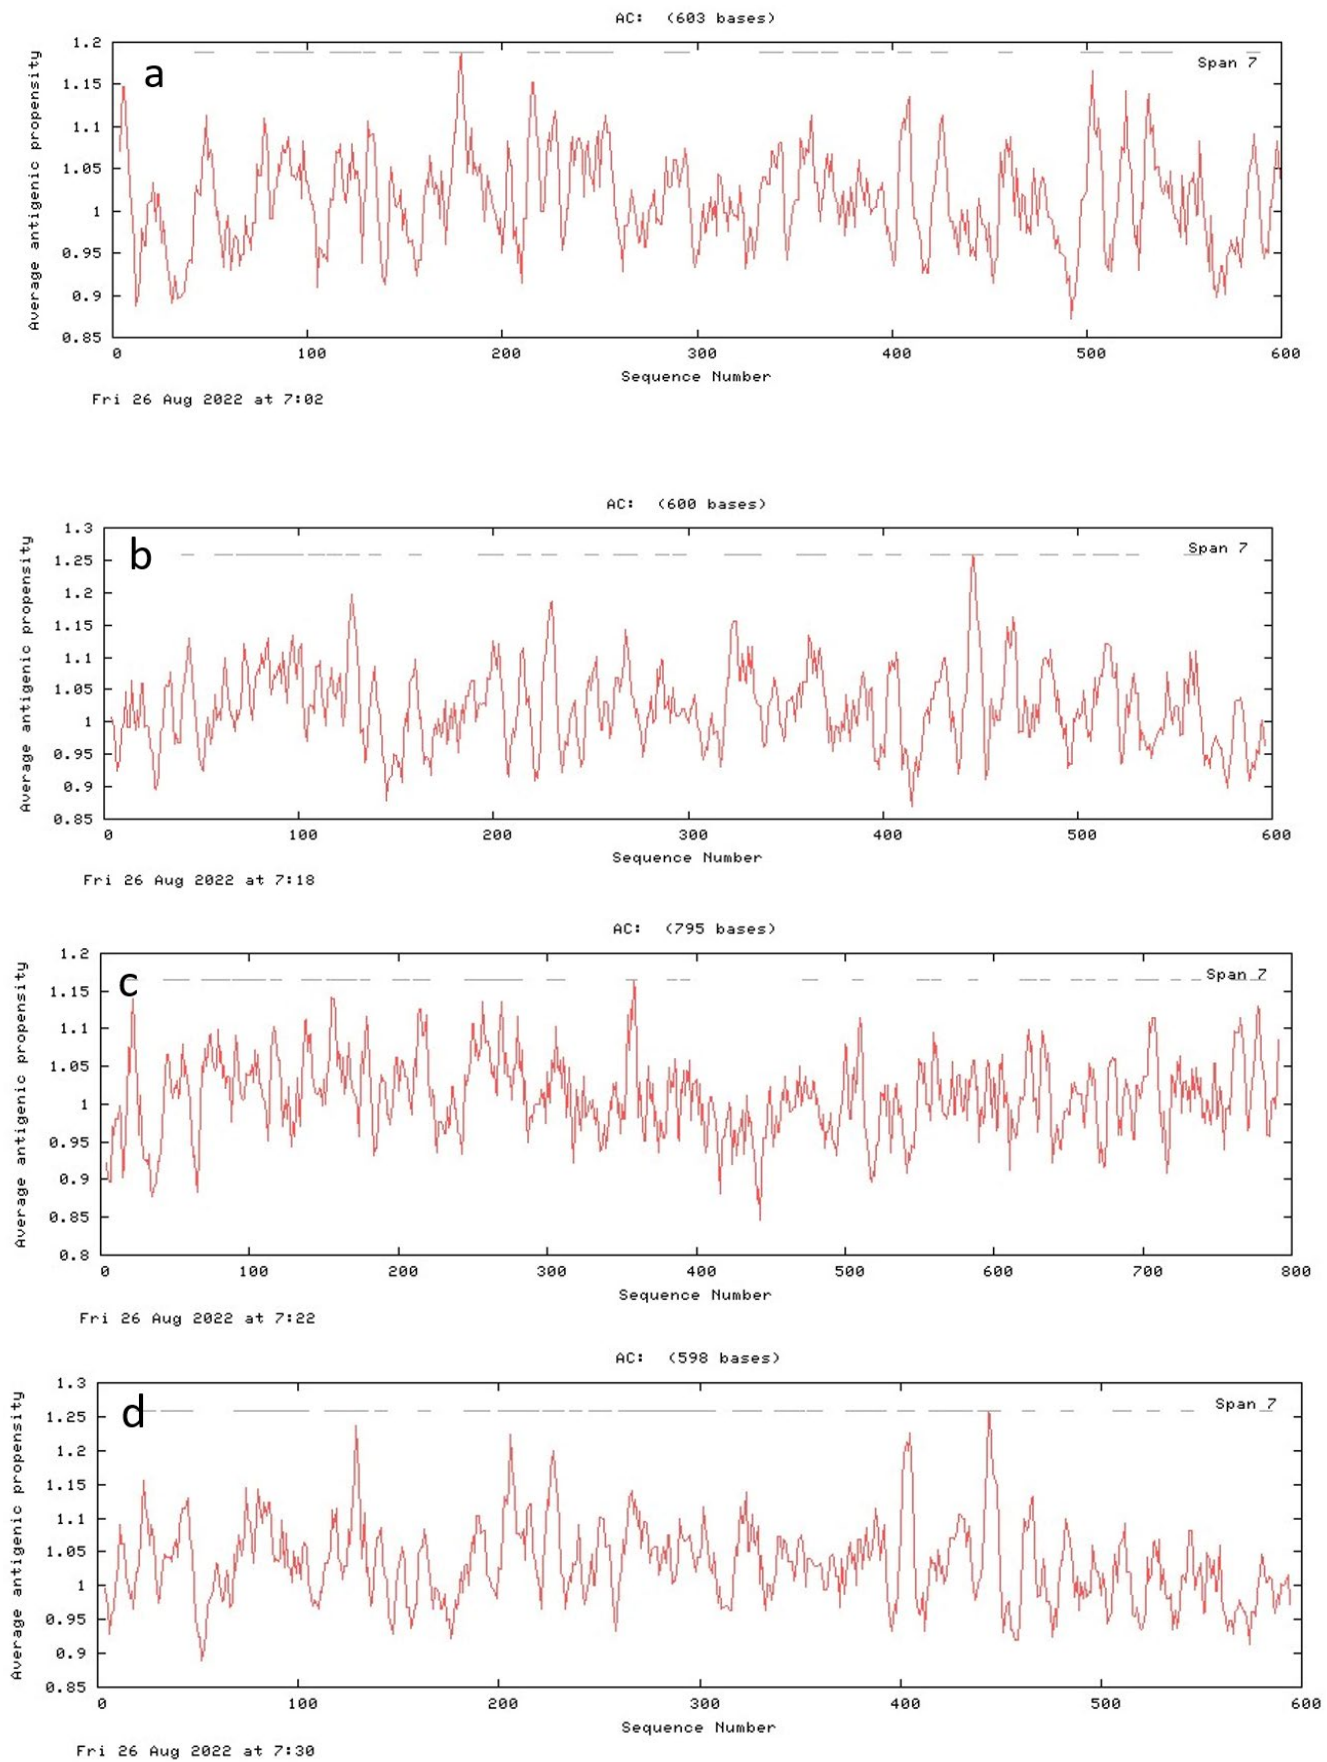 AC:  (603 bases)
a
Span 7
1.2
1.15
1.1
1.05
1
0.95
0.9
0.85
Average antigenic propensity
0 100 200 300 400 500 600
Sequence Number
Fri 26 Aug 2022 at 7:02
AC:  (600 bases)
b
Span 7
1.3
1.25
1.2
1.15
1.1
1.05
1
0.95
0.9
0.85
Average antigenic propensity
0 100 200 300 400 500 600
Sequence Number
Fri 26 Aug 2022 at 7:18
AC:  (795 bases)
c
Span 7
1.2
1.15
1.1
1.05
1
0.95
0.9
0.85
0.8
Average antigenic propensity
0 100 200 300 400 500 600 700 800
Sequence Number
Fri 26 Aug 2022 at 7:22
AC:  (598 bases)
d
Span 7
1.3
1.25
1.2
1.15
1.1
1.05
1
0.95
0.9
0.85
Average antigenic propensity
0 100 200 300 400 500 600
Sequence Number
Fri 26 Aug 2022 at 7:30